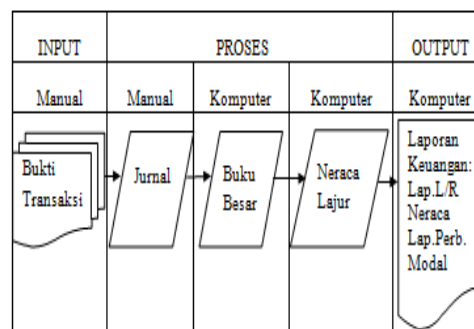 INPUT PROSES OUTPUT
Manual Manual Komputer Komputer Komputer
Bukti
Transaksi
Jurnal
Buku
Besar
Neraca
Lajur
Laporan
Keuangan:
Lap.L/R
Neraca
Lap.Perb.
Modal